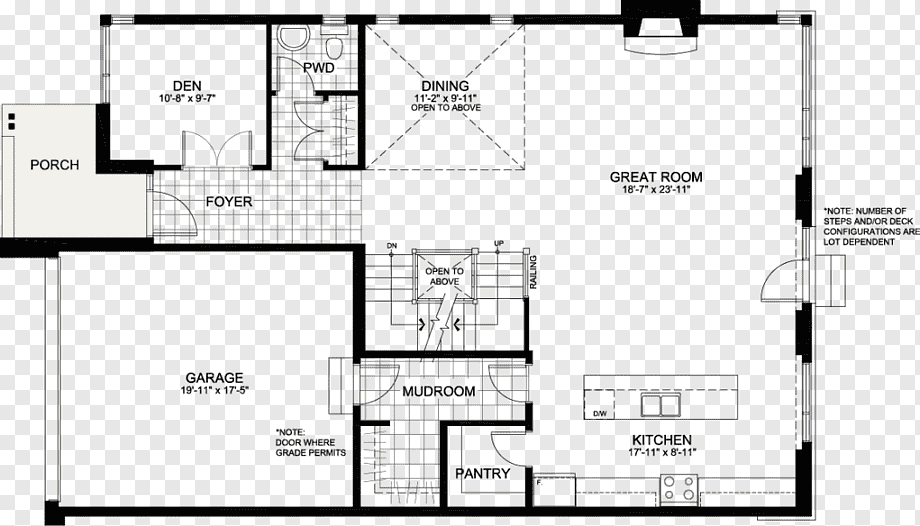 PWD
DEN
10'-8" x 9'-7"
DINING
11'-2" x 9'-11"
OPEN TO ABOVE
PORCH
GREAT ROOM
18'-7" x 23'-11"
FOYER
*NOTE: NUMBER OF
STEPS AND/OR DECK
CONFIGURATIONS ARE
LOT DEPENDENT
DN
UP
OPEN TO
ABOVE
RAILING
GARAGE
19'-11" x 17'-5"
MUDROOM
D/W
*NOTE:
DOOR WHERE
GRADE PERMITS
KITCHEN
17'-11" x 8'-11"
PANTRY
F.